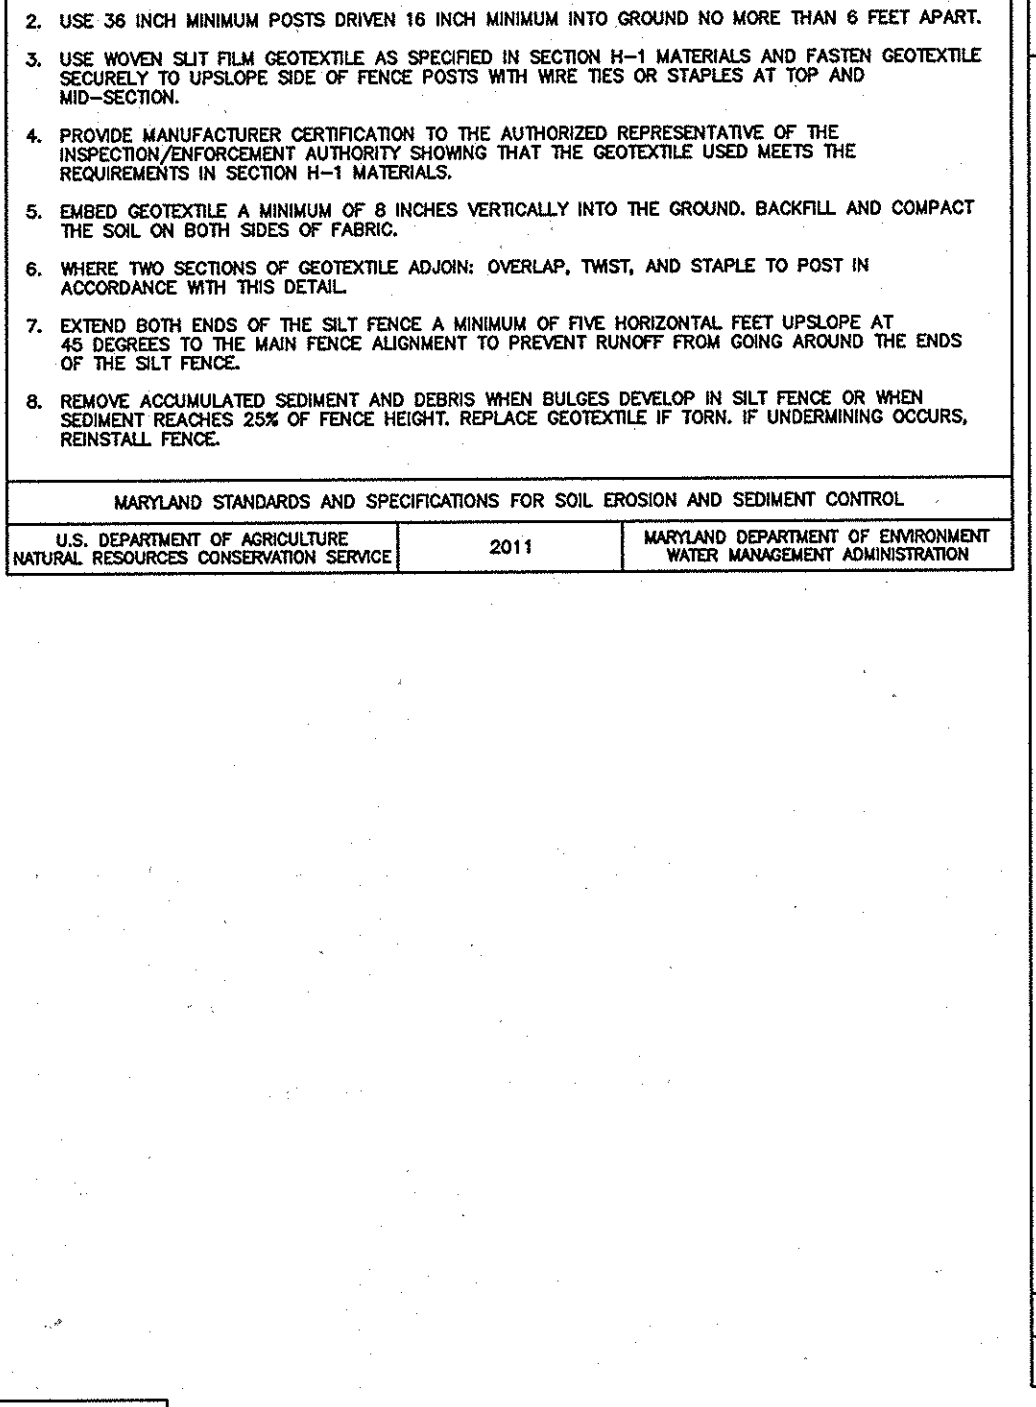 2. USE 36 INCH MINIMUM POSTS DRIVEN 16 INCH MINIMUM INTO GROUND NO MORE THAN 6 FEET APART.
3. USE WOVEN SLIT FILM GEOTEXTILE AS SPECIFIED IN SECTION H-1 MATERIALS AND FASTEN GEOTEXTILE
SECURELY TO UPSLOPE SIDE OF FENCE POSTS WITH WIRE TIES OR STAPLES AT TOP AND
MID-SECTION.
4. PROVIDE MANUFACTURER CERTIFICATION TO THE AUTHORIZED REPRESENTATIVE OF THE
INSPECTION/ENFORCEMENT AUTHORITY SHOWING THAT THE GEOTEXTILE USED MEETS THE
REQUIREMENTS IN SECTION H-1 MATERIALS.
5. EMBED GEOTEXTILE A MINIMUM OF 8 INCHES VERTICALLY INTO THE GROUND. BACKFILL AND COMPACT
THE SOIL ON BOTH SIDES OF FABRIC.
6. WHERE TWO SECTIONS OF GEOTEXTILE ADJOIN: OVERLAP, TWIST, AND STAPLE TO POST IN
ACCORDANCE WITH THIS DETAIL.
7. EXTEND BOTH ENDS OF THE SILT FENCE A MINIMUM OF FIVE HORIZONTAL FEET UPSLOPE AT
45 DEGREES TO THE MAIN FENCE ALIGNMENT TO PREVENT RUNOFF FROM GOING AROUND THE ENDS
OF THE SILT FENCE.
8. REMOVE ACCUMULATED SEDIMENT AND DEBRIS WHEN BULGES DEVELOP IN SILT FENCE OR WHEN
SEDIMENT REACHES 25% OF FENCE HEIGHT. REPLACE GEOTEXTILE IF TORN. IF UNDERMINING OCCURS,
REINSTALL FENCE.
MARYLAND STANDARDS AND SPECIFICATIONS FOR SOIL EROSION AND SEDIMENT CONTROL
U.S. DEPARTMENT OF AGRICULTURE
NATURAL RESOURCES CONSERVATION SERVICE
2011
MARYLAND DEPARTMENT OF ENVIRONMENT
WATER MANAGEMENT ADMINISTRATION